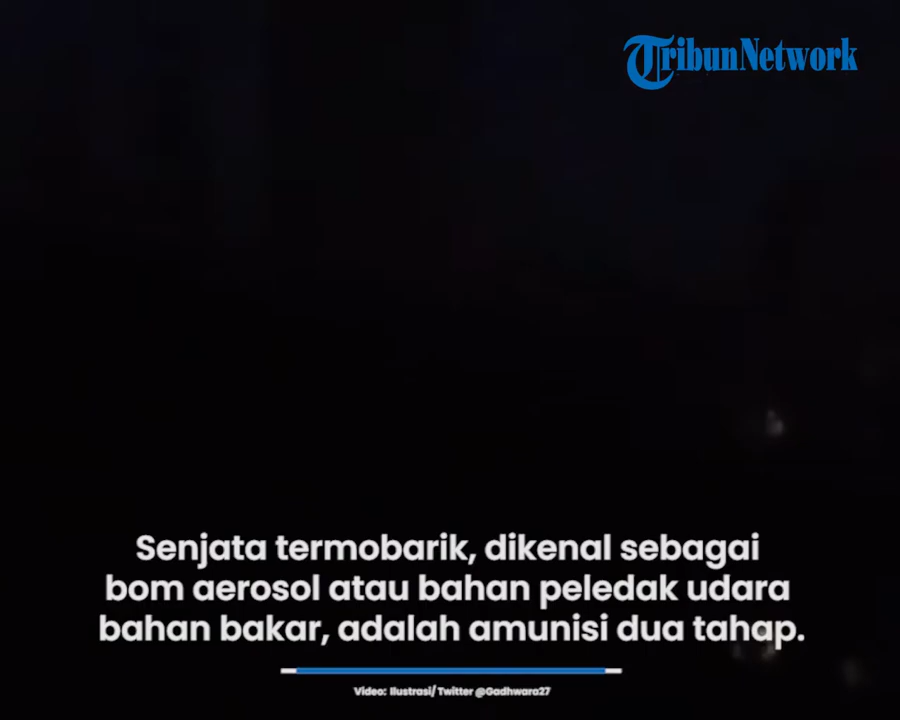 TribunNetwork
Senjata termobarik, dikenal sebagai
bom aerosol atau bahan peledak udara
bahan bakar, adalah amunisi dua tahap.
Video: Ilustrasi/ Twitter @Gadhwara27